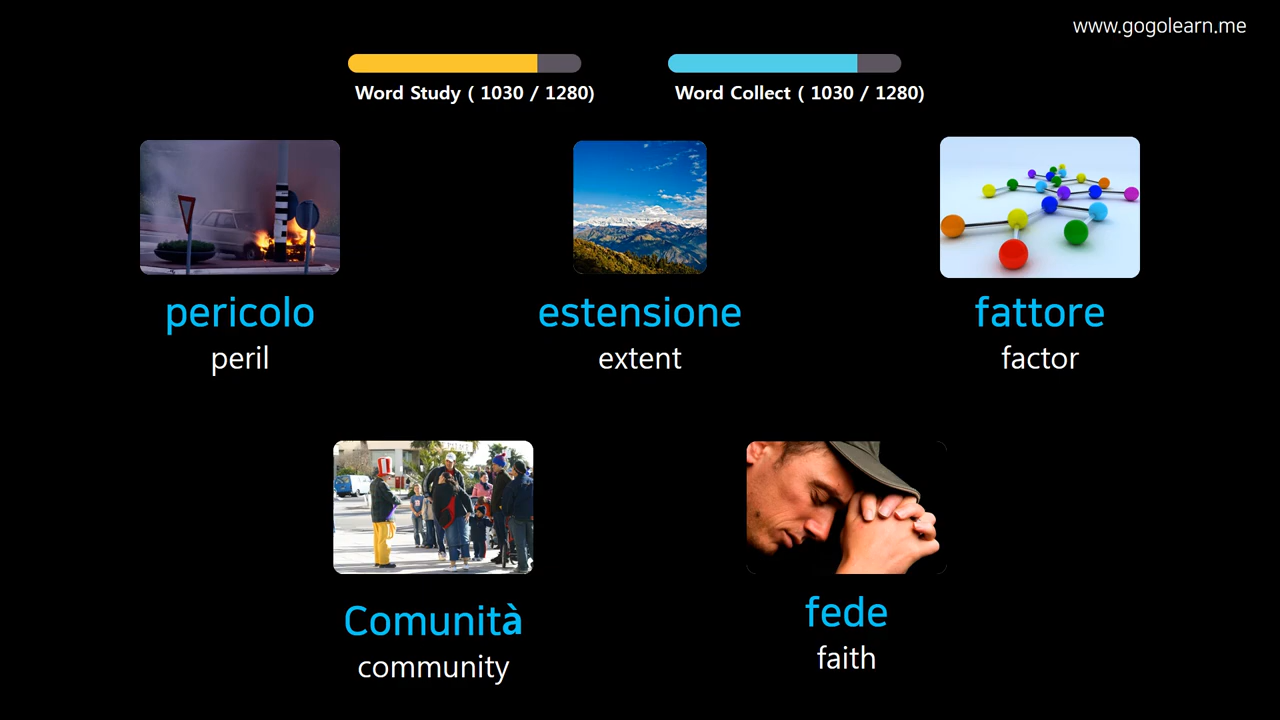 www.gogolearn.me
Word Study ( 1030 / 1280)
Word Collect ( 1030 / 1280)
pericolo
peril
estensione
extent
fattore
factor
Comunità
community
fede
faith